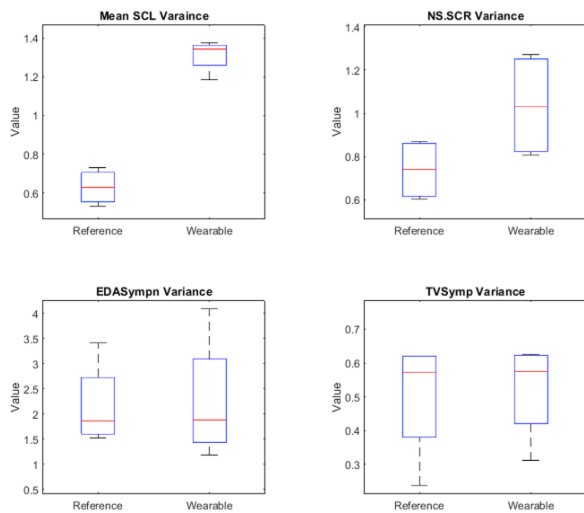 Mean SCL Varaince
Value
1.4
1.2
1
0.8
0.6
Reference Wearable
NS.SCR Variance
Value
1.4
1.2
1
0.8
0.6
Reference Wearable
EDASympn Variance
Value
4
3.5
3
2.5
2
1.5
1
0.5
Reference Wearable
TVSymp Variance
Value
0.7
0.6
0.5
0.4
0.3
Reference Wearable